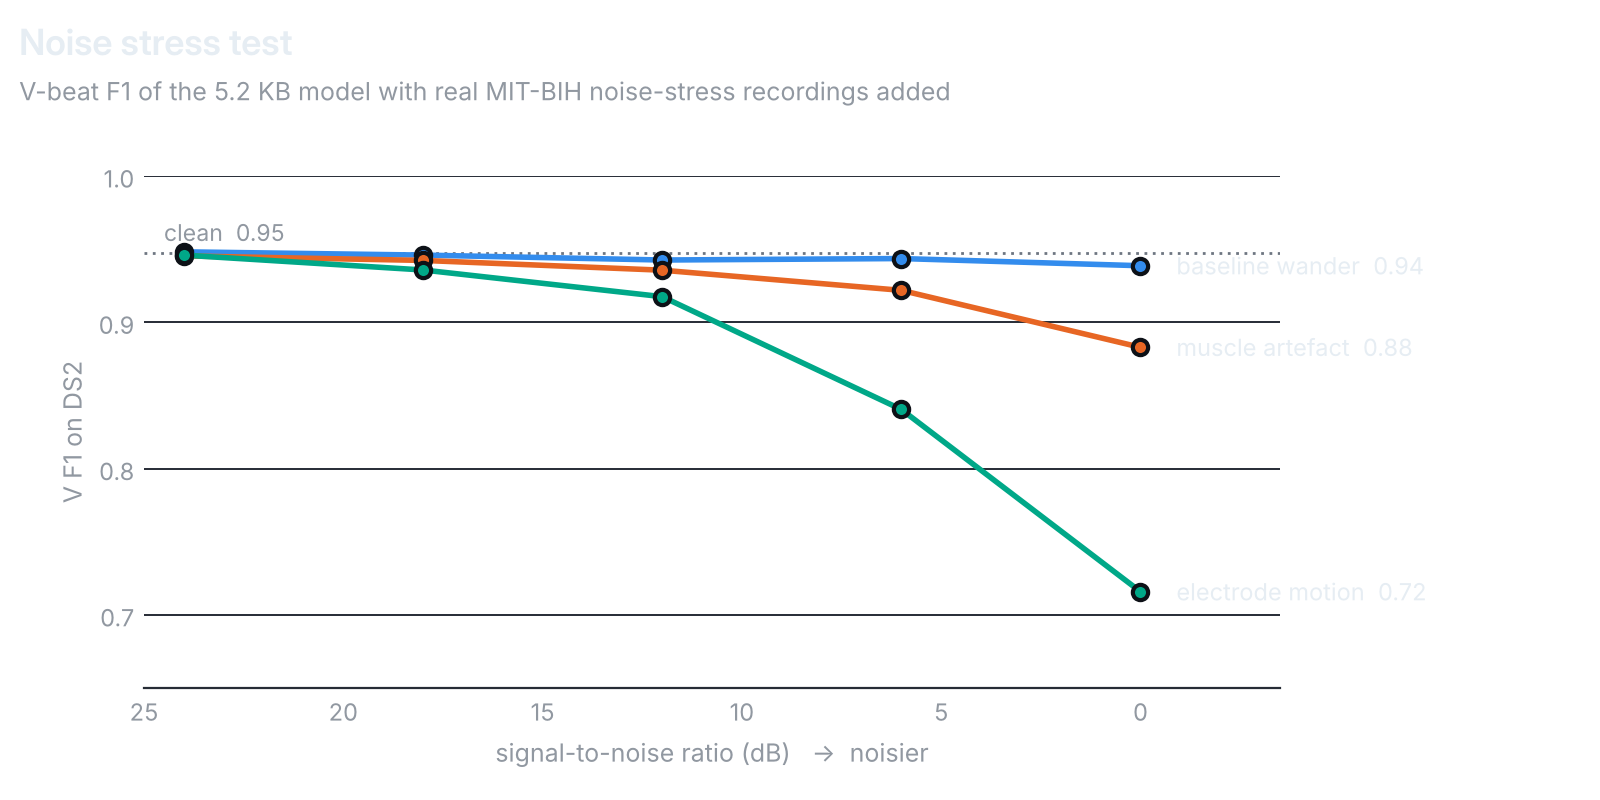 Noise stress test
V-beat F1 of the 5.2 KB model with real MIT-BIH noise-stress recordings added
1.0
clean 0.95
baseline wander 0.94
0.9
muscle artefact 0.88
V F1 on DS2
0.8
electrode motion 0.72
0.7
25 20 15 10 5 0
signal-to-noise ratio (dB) → noisier